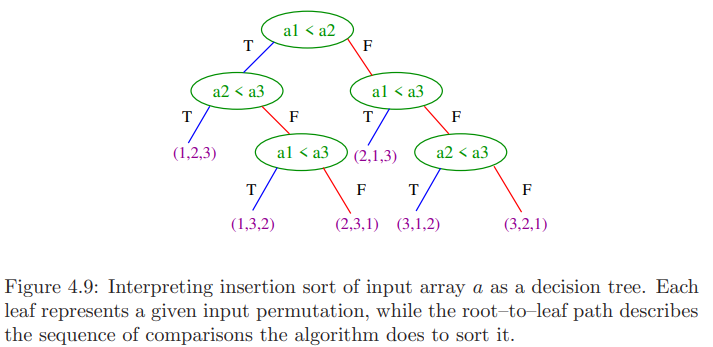 a1 < a2
T F
a2 < a3 a1 < a3
T F T F
(1,2,3) a1 < a3 (2,1,3) a2 < a3
T F T F
(1,3,2) (2,3,1) (3,1,2) (3,2,1)
Figure 4.9: Interpreting insertion sort of input array a as a decision tree. Each
leaf represents a given input permutation, while the root–to–leaf path describes
the sequence of comparisons the algorithm does to sort it.